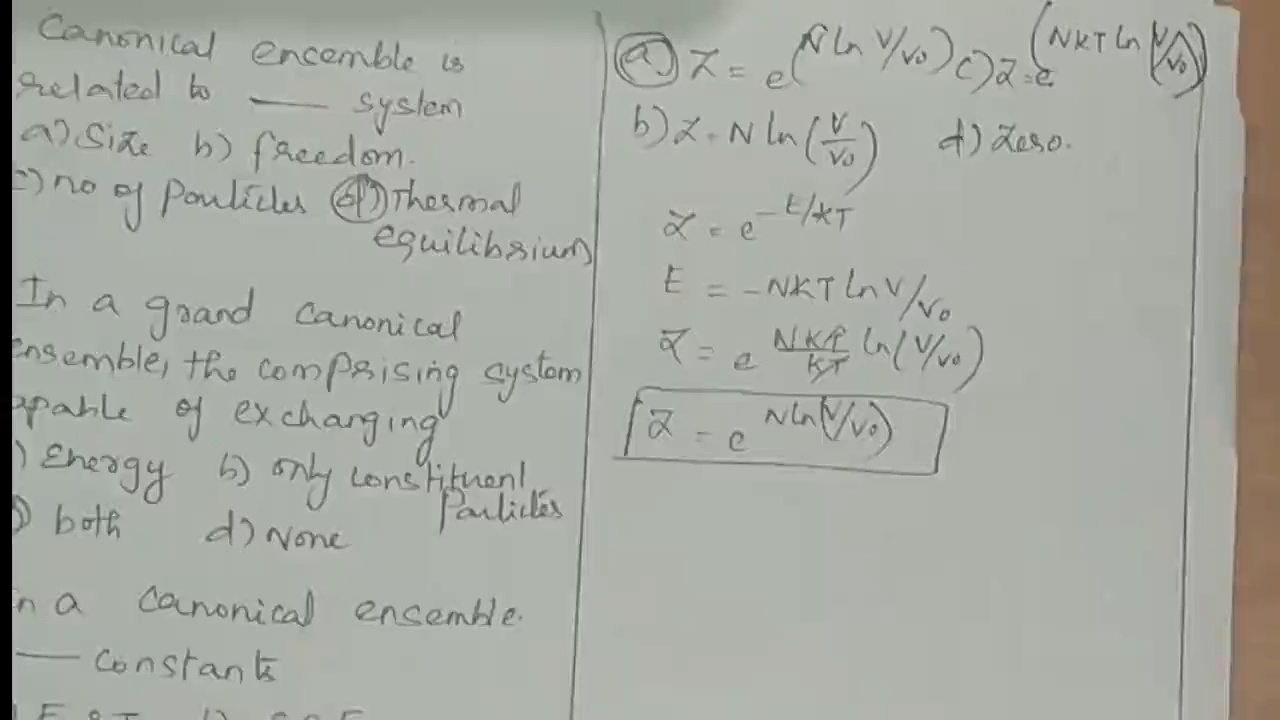 Canonical encemble is
related to ___ system
a) Size b) freedom.
c) no of Particles d) Thermal
equilibrium
In a grand canonical
ensemble, the comprising system
capable of exchanging
) Energy b) only constituent
Particles
) both d) None
In a canonical ensemble.
___ constants
a) Z = e^(N ln V/V0) c) Z = e^(NKT ln (V/V0))
b) Z = N ln (V/V0) d) Zero.
Z = e^-E/KT
E = -NKT ln V/V0
Z = e^ NKT/KT ln (V/V0)
Z = e^ N ln (V/V0)